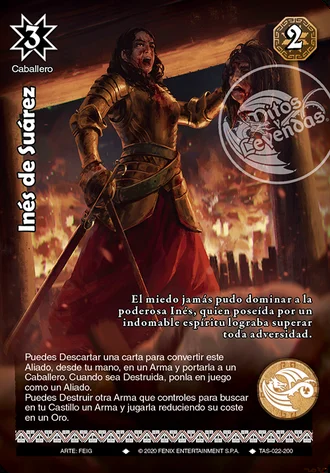 3
2
Caballero
Inés de Suárez
Mitos
y
Leyendas
El miedo jamás pudo dominar a la
poderosa Inés, quien poseída por un
indomable espíritu lograba superar
toda adversidad.
Puedes Descartar una carta para convertir este
Aliado, desde tu mano, en un Arma y portarla a un
Caballero. Cuando sea Destruida, ponla en juego
como un Aliado.
Puedes Destruir otro Arma que controles para buscar
en tu Castillo un Arma y jugarla reduciendo su coste
en un Oro.
ARTE: FEIG © 2020 FENIX ENTERTAINMENT S.P.A. TAS-022-200